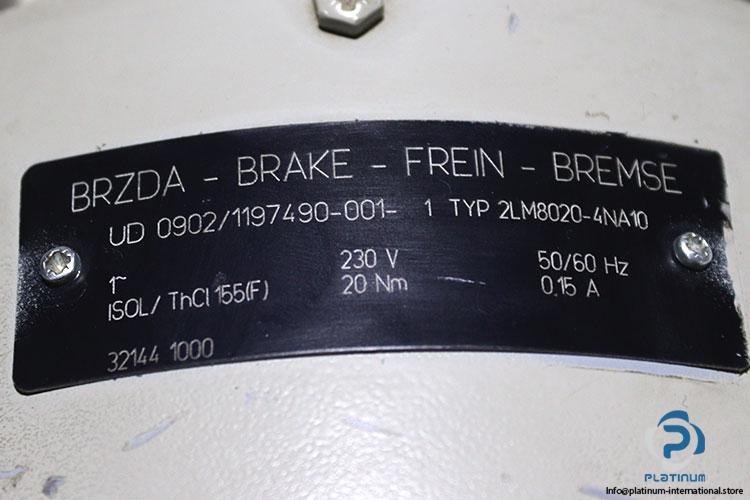 BRZDA - BRAKE - FREIN - BREMSE
UD 0902/1197490-001- 1 TYP 2LM8020-4NA10
1~ 230 V 50/60 Hz
ISOL/ThCl 155(F) 20 Nm 0.15 A
32144 1000
PLATINUM
Info@platinum-international.store